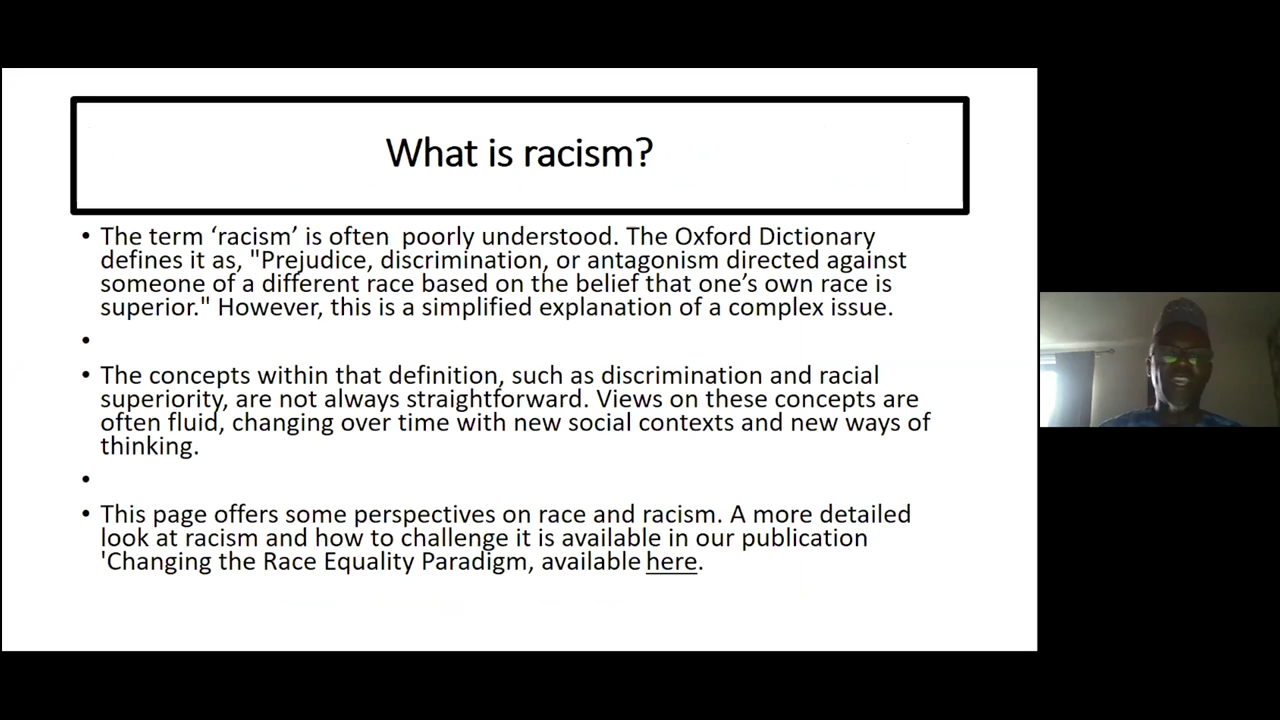 What is racism?
• The term ‘racism’ is often  poorly understood. The Oxford Dictionary
defines it as, "Prejudice, discrimination, or antagonism directed against
someone of a different race based on the belief that one’s own race is
superior." However, this is a simplified explanation of a complex issue.
•
• The concepts within that definition, such as discrimination and racial
superiority, are not always straightforward. Views on these concepts are
often fluid, changing over time with new social contexts and new ways of
thinking.
•
• This page offers some perspectives on race and racism. A more detailed
look at racism and how to challenge it is available in our publication
'Changing the Race Equality Paradigm, available here.